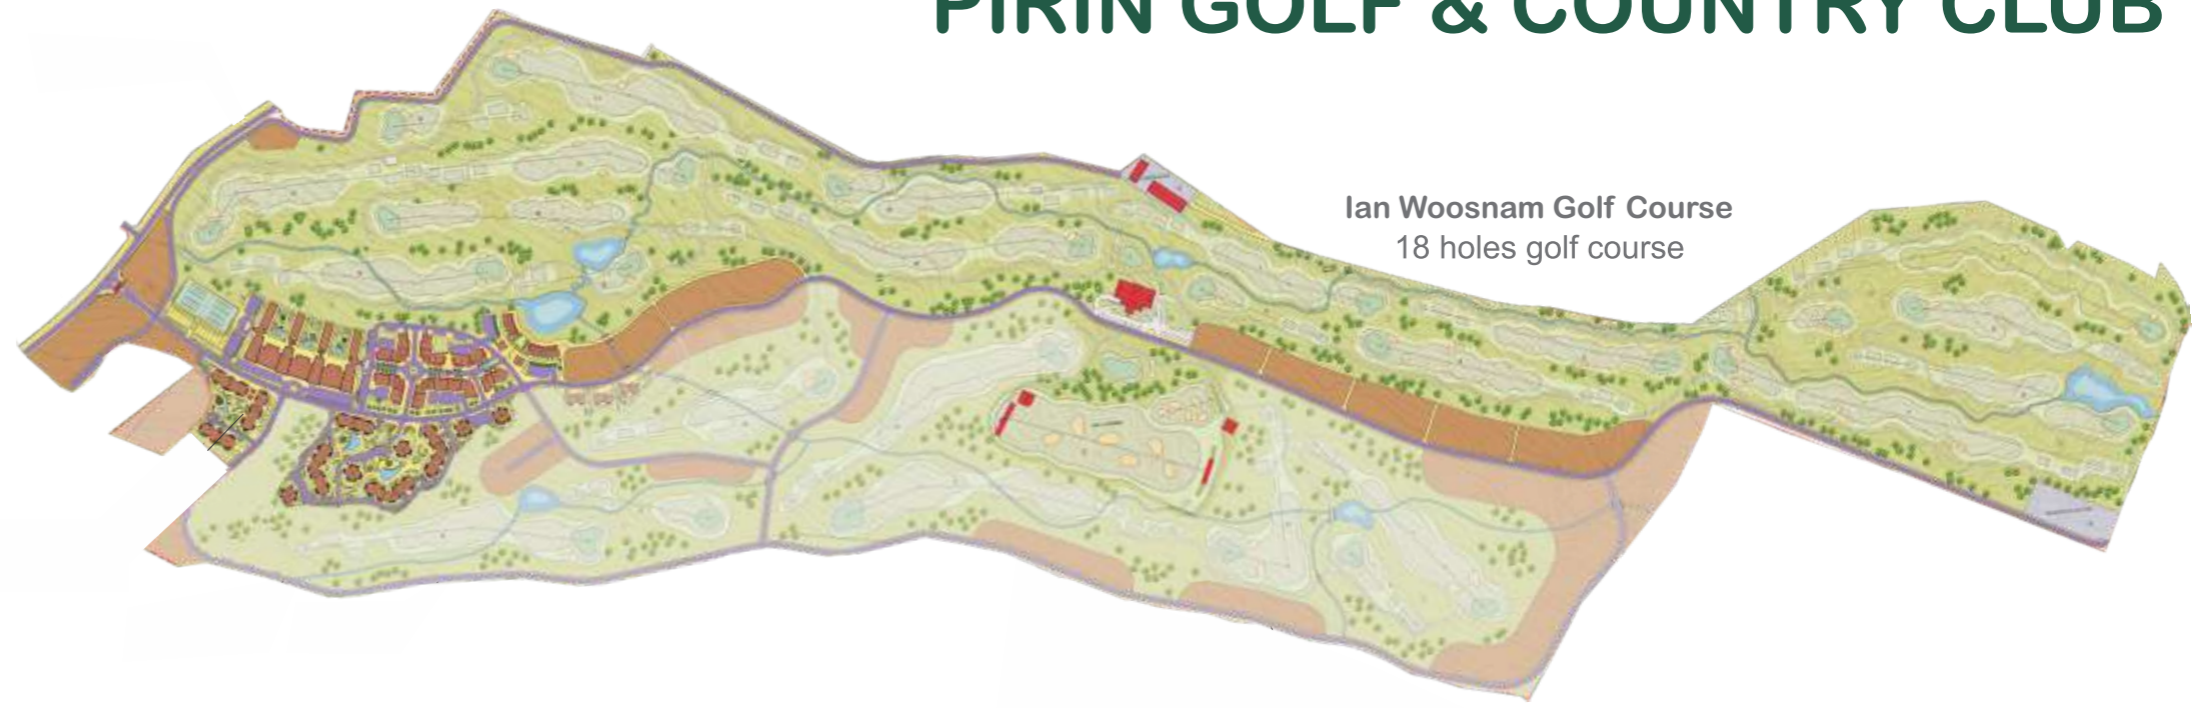 PIRIN GOLF & COUNTRY CLUB
Ian Woosnam Golf Course
18 holes golf course